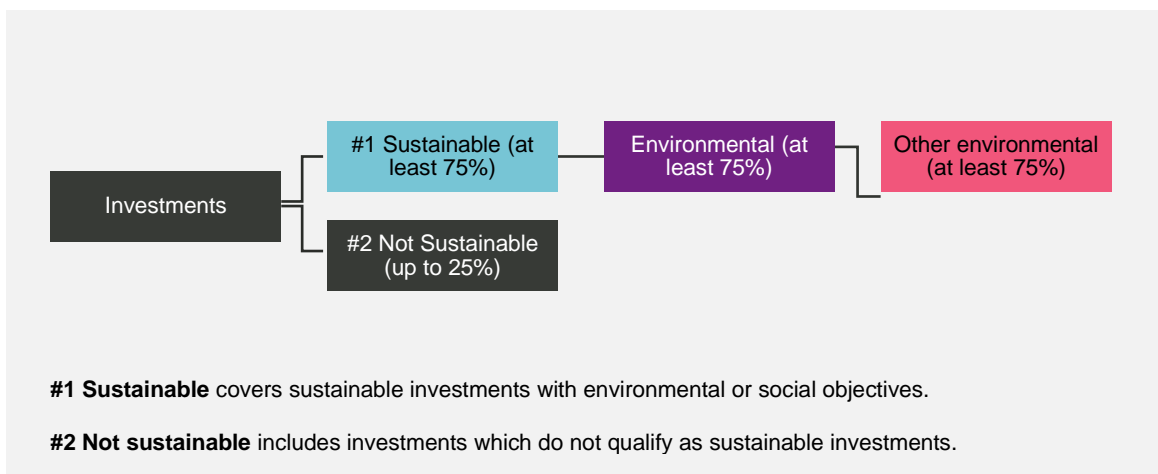 #1 Sustainable (at
least 75%)
Environmental (at
least 75%)
Other environmental
(at least 75%)
Investments
#2 Not Sustainable
(up to 25%)
#1 Sustainable covers sustainable investments with environmental or social objectives.
#2 Not sustainable includes investments which do not qualify as sustainable investments.